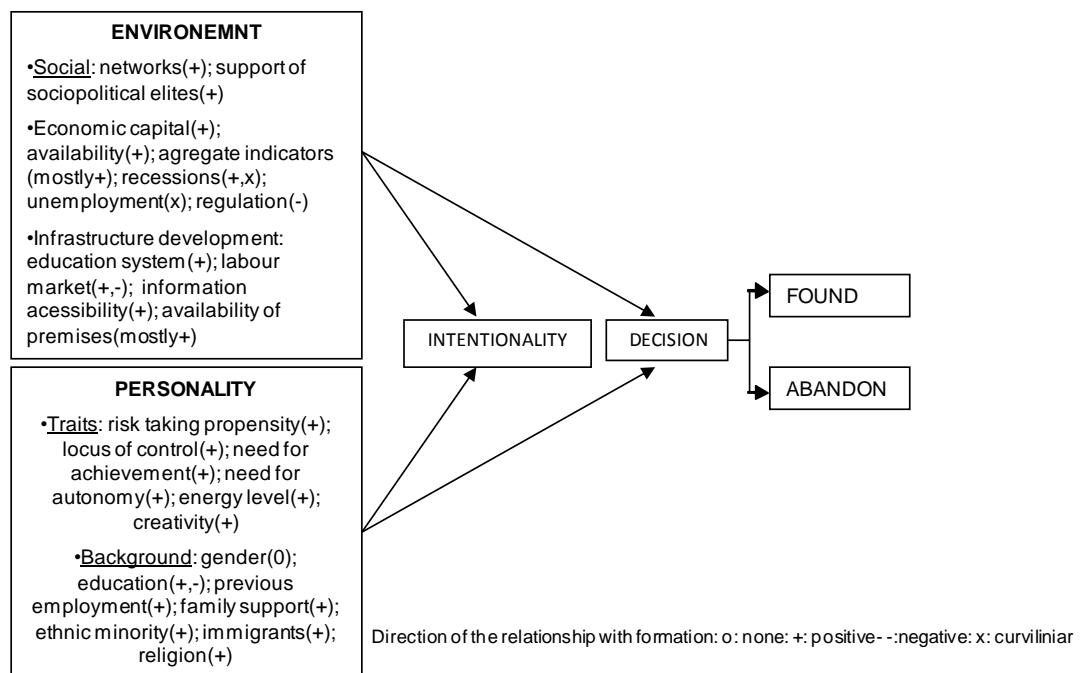 ENVIRONEMNT
•Social: networks(+); support of
sociopolitical elites(+)
•Economic capital(+);
availability(+); agregate indicators
(mostly+); recessions(+,x);
unemployment(x); regulation(-)
•Infrastructure development:
education system(+); labour
market(+,-); information
acessibility(+); availability of
premises(mostly+)
PERSONALITY
•Traits: risk taking propensity(+);
locus of control(+); need for
achievement(+); need for
autonomy(+); energy level(+);
creativity(+)
•Background: gender(0);
education(+,-); previous
employment(+); family support(+);
ethnic minority(+); immigrants(+);
religion(+)
INTENTIONALITY
DECISION
FOUND
ABANDON
Direction of the relationship with formation: o: none: +: positive- -:negative: x: curviliniar